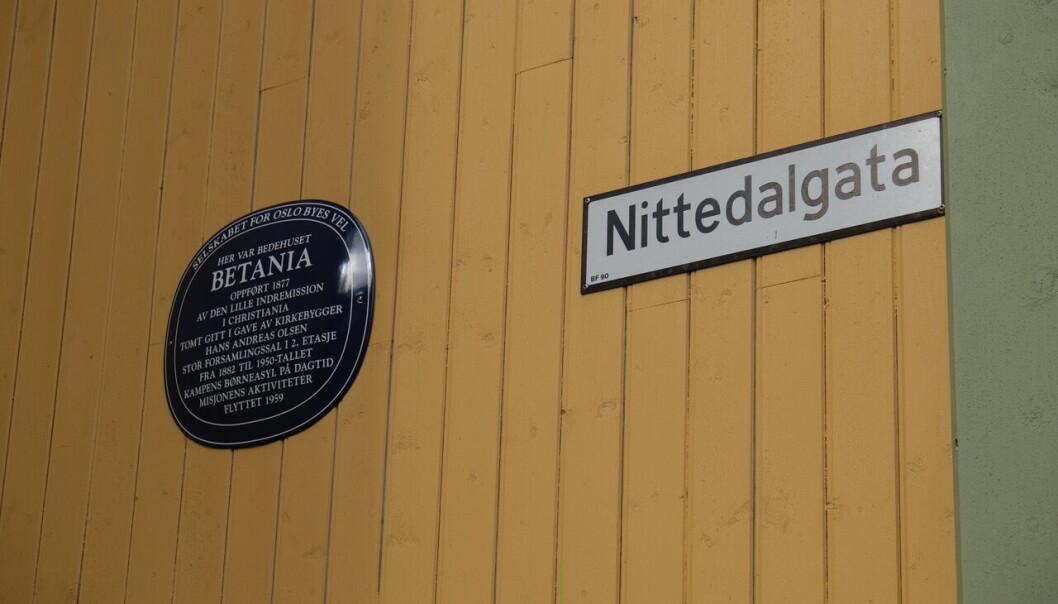 SELSKABET FOR OSLO BYES VEL
HER VAR BEDEHUSET
BETANIA
OPPFØRT 1877
AV DEN LILLE INDREMISSION
I CHRISTIANIA
TOMT GITT I GAVE AV KIRKEBYGGER
HANS ANDREAS OLSEN
STOR FORSAMLINGSSAL I 2. ETASJE
FRA 1882 TIL 1950-TALLET
KAMPENS BØRNEASYL PÅ DAGTID
MISJONENS AKTIVITETER
FLYTTET 1959
Nittedalgata
BF 90